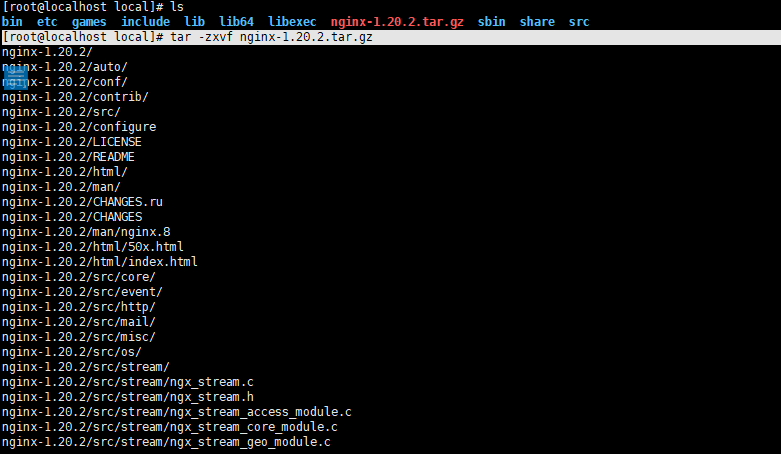 [root@localhost local]# ls
bin etc games include lib lib64 libexec nginx-1.20.2.tar.gz sbin share src
[root@localhost local]# tar -zxvf nginx-1.20.2.tar.gz
nginx-1.20.2/
nginx-1.20.2/auto/
nginx-1.20.2/conf/
nginx-1.20.2/contrib/
nginx-1.20.2/src/
nginx-1.20.2/configure
nginx-1.20.2/LICENSE
nginx-1.20.2/README
nginx-1.20.2/html/
nginx-1.20.2/man/
nginx-1.20.2/CHANGES.ru
nginx-1.20.2/CHANGES
nginx-1.20.2/man/nginx.8
nginx-1.20.2/html/50x.html
nginx-1.20.2/html/index.html
nginx-1.20.2/src/core/
nginx-1.20.2/src/event/
nginx-1.20.2/src/http/
nginx-1.20.2/src/mail/
nginx-1.20.2/src/misc/
nginx-1.20.2/src/os/
nginx-1.20.2/src/stream/
nginx-1.20.2/src/stream/ngx_stream.c
nginx-1.20.2/src/stream/ngx_stream.h
nginx-1.20.2/src/stream/ngx_stream_access_module.c
nginx-1.20.2/src/stream/ngx_stream_core_module.c
nginx-1.20.2/src/stream/ngx_stream_geo_module.c